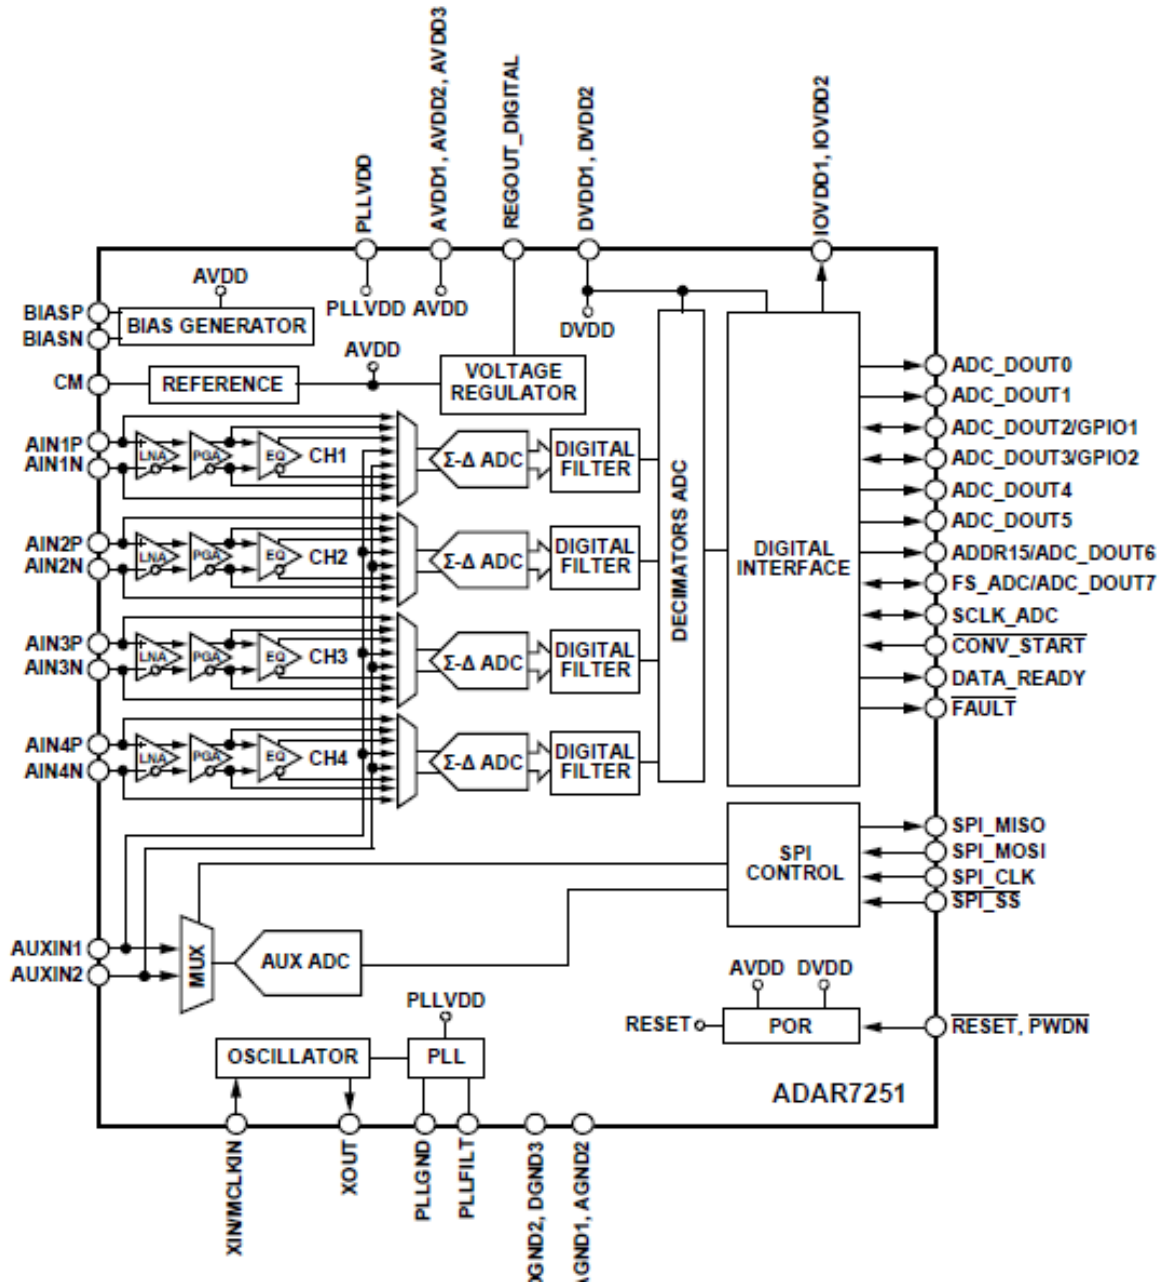 PLLVDD
AVDD1, AVDD2, AVDD3
REGOUT_DIGITAL
DVDD1, DVDD2
IOVDD1, IOVDD2
AVDD
PLLVDD
AVDD
DVDD
BIASP
BIASN
BIAS GENERATOR
AVDD
CM
REFERENCE
VOLTAGE
REGULATOR
AIN1P
AIN1N
LNA
PGA
EQ
CH1
Σ-Δ ADC
DIGITAL
FILTER
AIN2P
AIN2N
LNA
PGA
EQ
CH2
Σ-Δ ADC
DIGITAL
FILTER
AIN3P
AIN3N
LNA
PGA
EQ
CH3
Σ-Δ ADC
DIGITAL
FILTER
AIN4P
AIN4N
LNA
PGA
EQ
CH4
Σ-Δ ADC
DIGITAL
FILTER
DECIMATORS ADC
DIGITAL
INTERFACE
ADC_DOUT0
ADC_DOUT1
ADC_DOUT2/GPIO1
ADC_DOUT3/GPIO2
ADC_DOUT4
ADC_DOUT5
ADDR15/ADC_DOUT6
FS_ADC/ADC_DOUT7
SCLK_ADC
CONV_START
DATA_READY
FAULT
SPI
CONTROL
SPI_MISO
SPI_MOSI
SPI_CLK
SPI_SS
AUXIN1
AUXIN2
MUX
AUX ADC
AVDD
DVDD
RESET
POR
RESET, PWDN
PLLVDD
OSCILLATOR
PLL
ADAR7251
XIN/MCLKIN
XOUT
PLLGND
PLLFILT
DGND2, DGND3
AGND1, AGND2